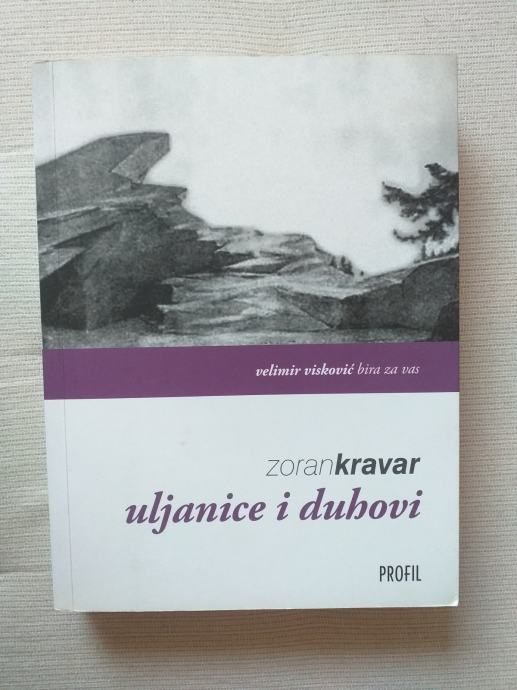 velimir visković bira za vas
zorankravar
uljanice i duhovi
PROFIL